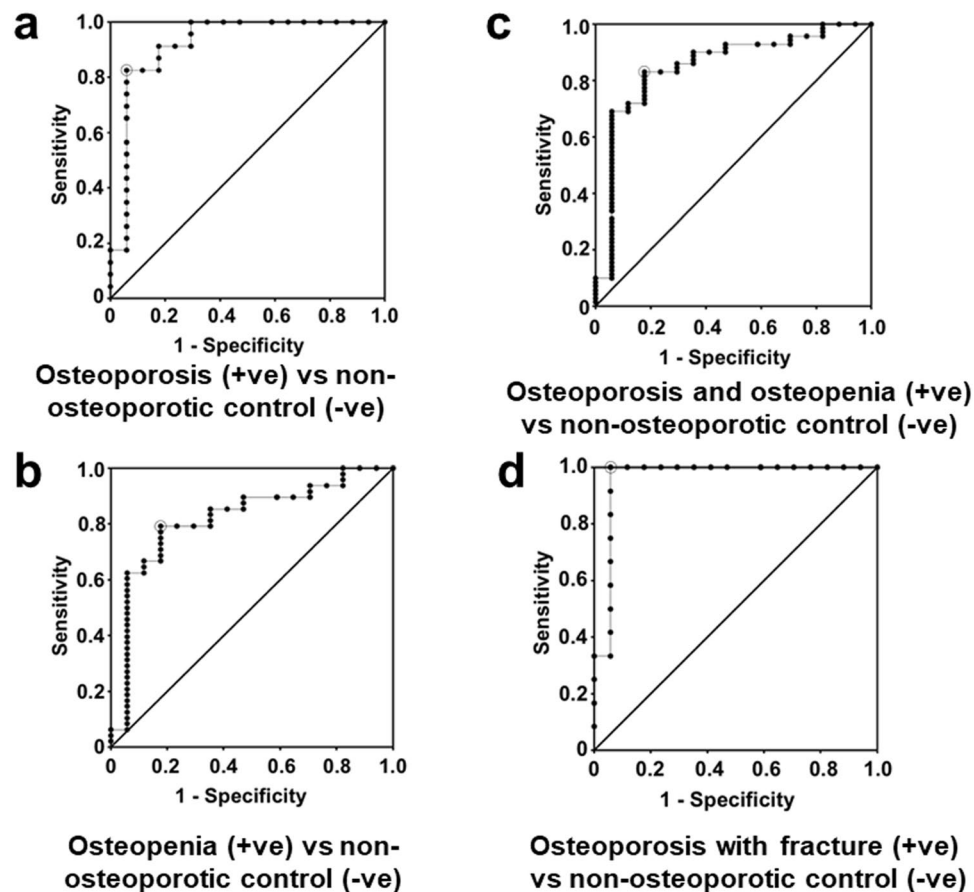 a
1.0
0.8
0.6
0.4
0.2
0
Sensitivity
0 0.2 0.4 0.6 0.8 1.0
1 - Specificity
Osteoporosis (+ve) vs non-
osteoporotic control (-ve)
b
1.0
0.8
0.6
0.4
0.2
0
Sensitivity
0 0.2 0.4 0.6 0.8 1.0
1 - Specificity
Osteopenia (+ve) vs non-
osteoporotic control (-ve)
c
1.0
0.8
0.6
0.4
0.2
0
Sensitivity
0 0.2 0.4 0.6 0.8 1.0
1 - Specificity
Osteoporosis and osteopenia (+ve)
vs non-osteoporotic control (-ve)
d
1.0
0.8
0.6
0.4
0.2
0
Sensitivity
0 0.2 0.4 0.6 0.8 1.0
1 - Specificity
Osteoporosis with fracture (+ve)
vs non-osteoporotic control (-ve)